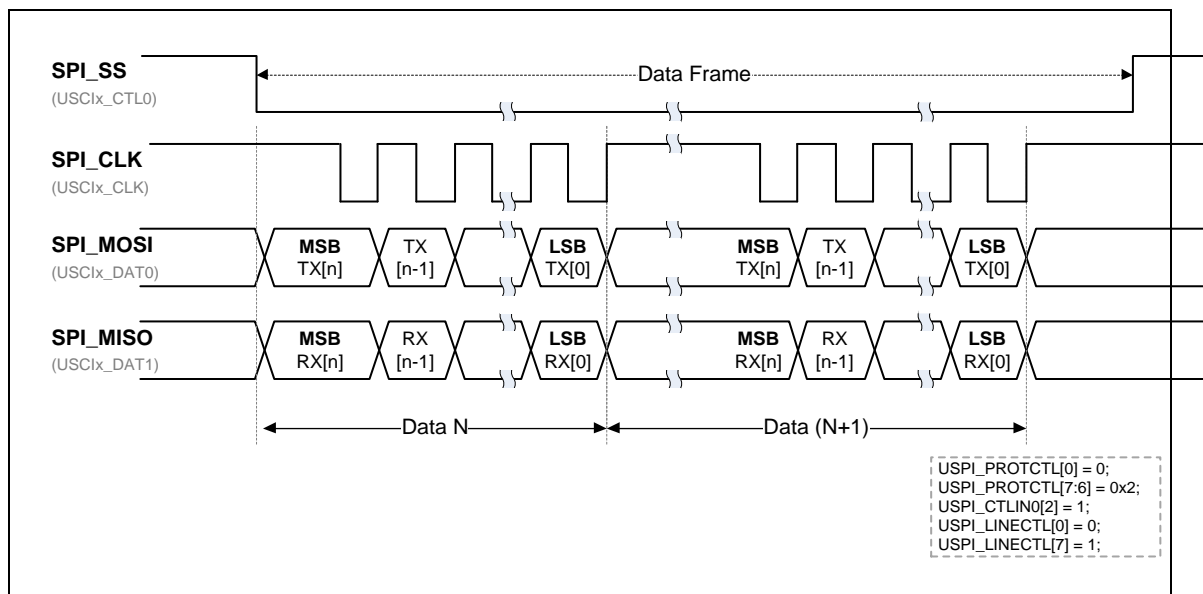 SPI_SS
(USCIx_CTL0)
Data Frame
SPI_CLK
(USCIx_CLK)
SPI_MOSI
(USCIx_DAT0)
MSB
TX[n]
TX
[n-1]
LSB
TX[0]
MSB
TX[n]
TX
[n-1]
LSB
TX[0]
SPI_MISO
(USCIx_DAT1)
MSB
RX[n]
RX
[n-1]
LSB
RX[0]
MSB
RX[n]
RX
[n-1]
LSB
RX[0]
Data N
Data (N+1)
USPI_PROTCTL[0] = 0;
USPI_PROTCTL[7:6] = 0x2;
USPI_CTLIN0[2] = 1;
USPI_LINECTL[0] = 0;
USPI_LINECTL[7] = 1;